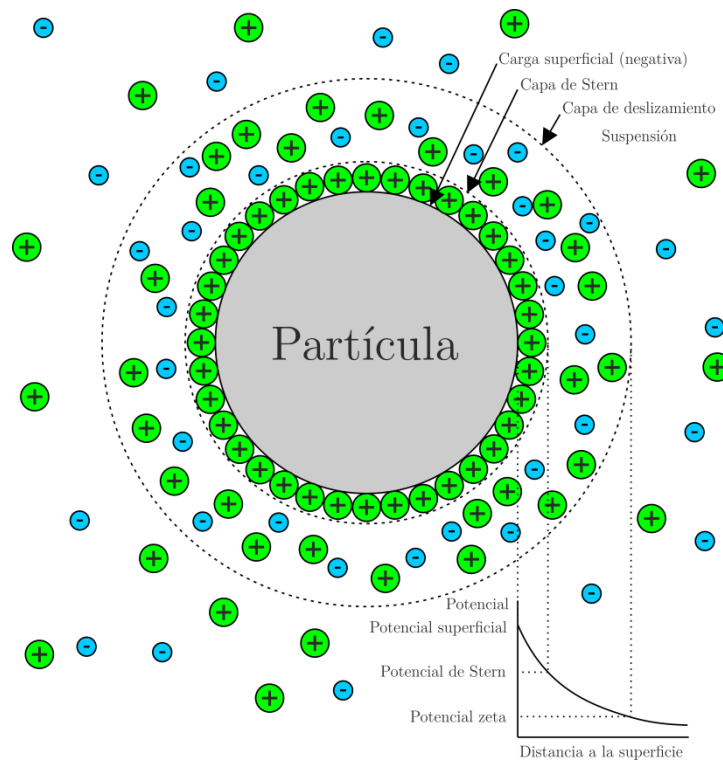 Carga superficial (negativa)
Capa de Stern
Capa de deslizamiento
Suspensión
Partícula
Potencial
Potencial superficial
Potencial de Stern
Potencial zeta
Distancia a la superficie